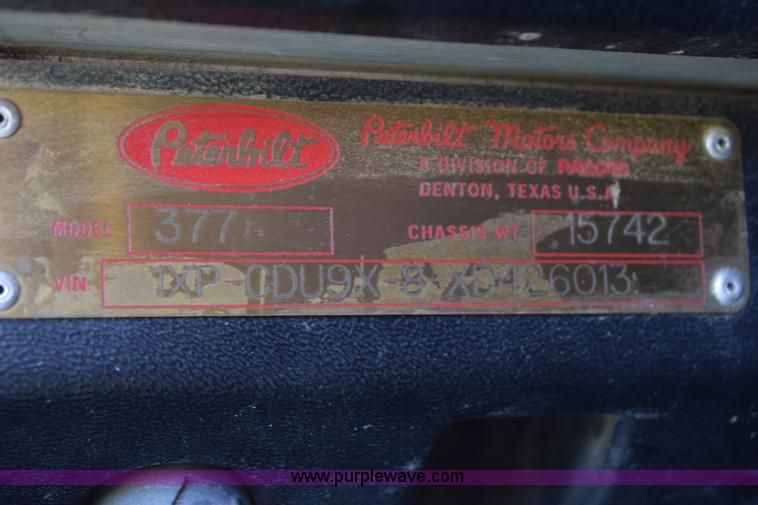 Peterbilt
Peterbilt Motors Company
A DIVISION OF PACCAR
DENTON, TEXAS U.S.A.
MODEL 377 CHASSIS WT 15742
VIN 1XP-CDU9X-8-XD426013
www.purplewave.com